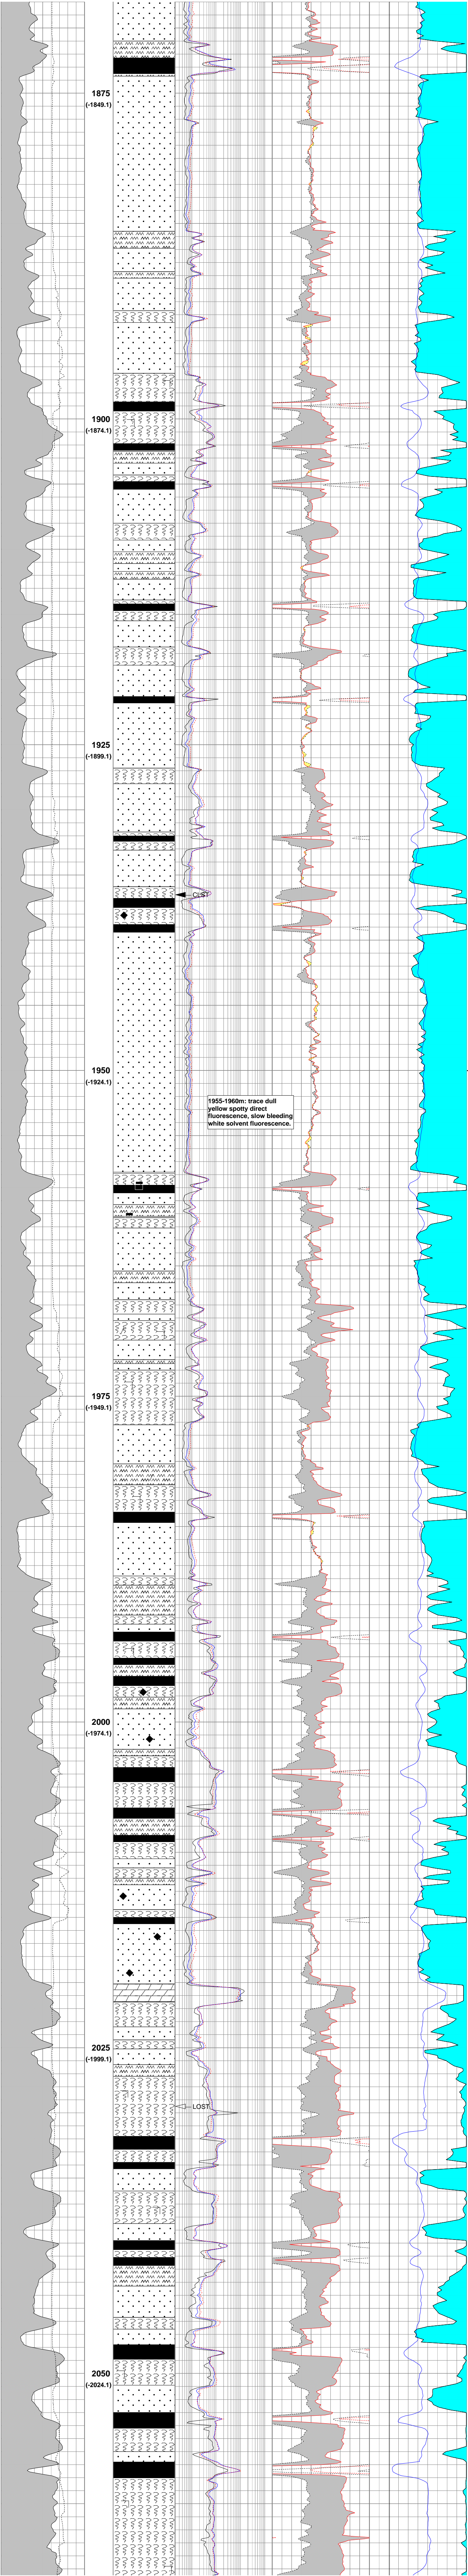 1875
(-1849.1)
1900
(-1874.1)
1925
(-1899.1)
CLST
1950
(-1924.1)
1955-1960m: trace dull
yellow spotty direct
fluorescence, slow bleeding
white solvent fluorescence.
1975
(-1949.1)
2000
(-1974.1)
2025
(-1999.1)
LOST
2050
(-2024.1)